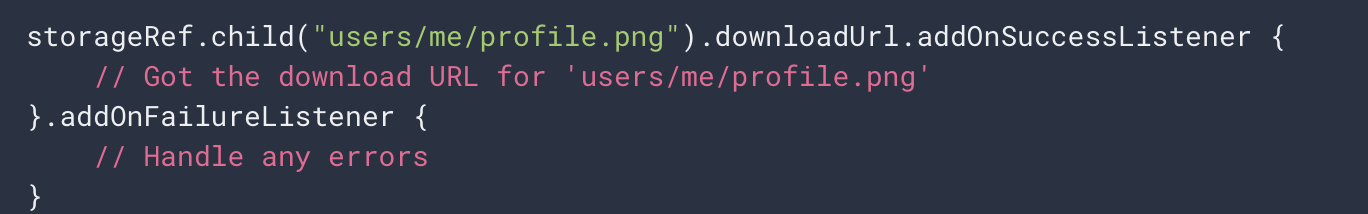 storageRef.child("users/me/profile.png").downloadUrl.addOnSuccessListener {
    // Got the download URL for 'users/me/profile.png'
}.addOnFailureListener {
    // Handle any errors
}